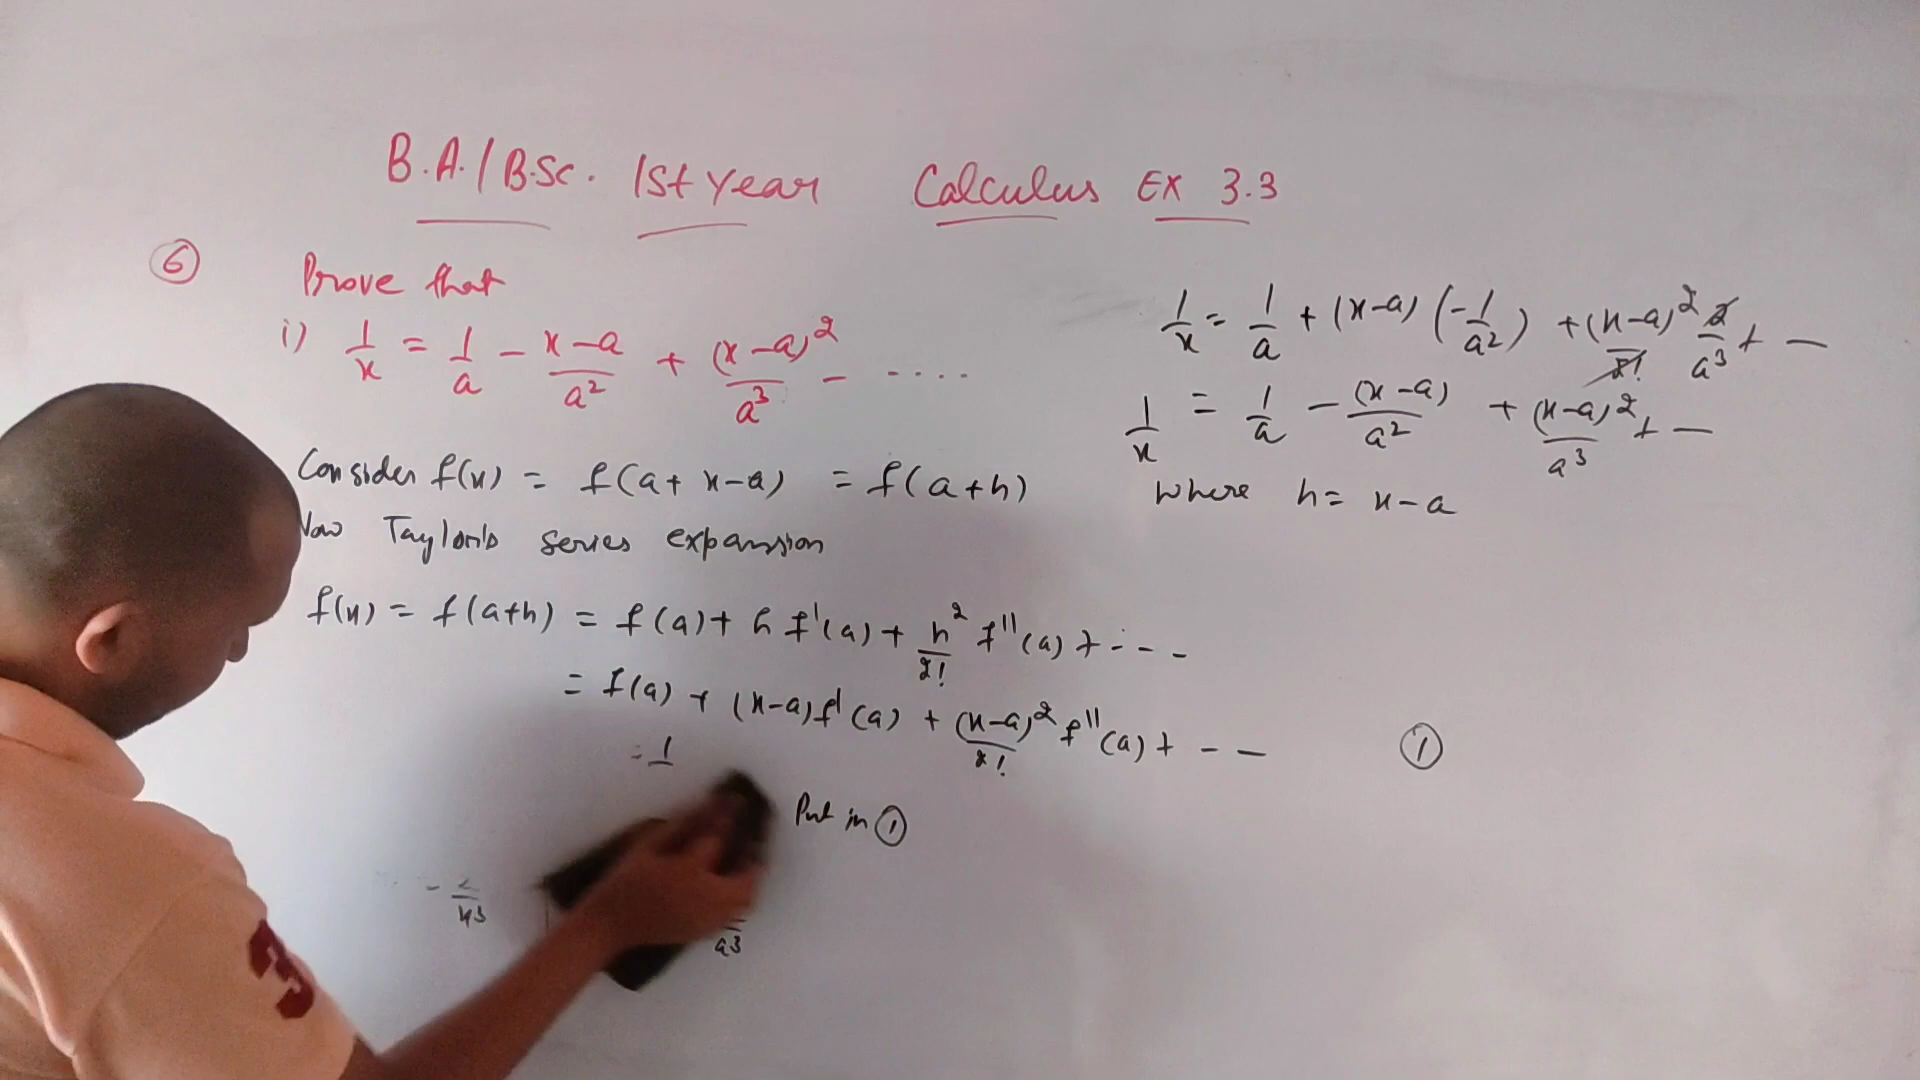 B.A./B.Sc. 1st Year Calculus Ex 3.3
⑥ Prove that
i) 1/x = 1/a - (x-a)/a² + (x-a)²/a³ - ....
Consider f(x) = f(a+x-a) = f(a+h)
Now Taylor's series expansion
f(x) = f(a+h) = f(a) + h f'(a) + h²/2! f''(a) + ---
= f(a) + (x-a) f'(a) + (x-a)²/2! f''(a) + -- ①
= 1
Put in ①
x³
a³
1/x = 1/a + (x-a) (-1/a²) + (x-a)²/2! 2/a³ + -
1/x = 1/a - (x-a)/a² + (x-a)²/a³ + -
where h = x-a
3